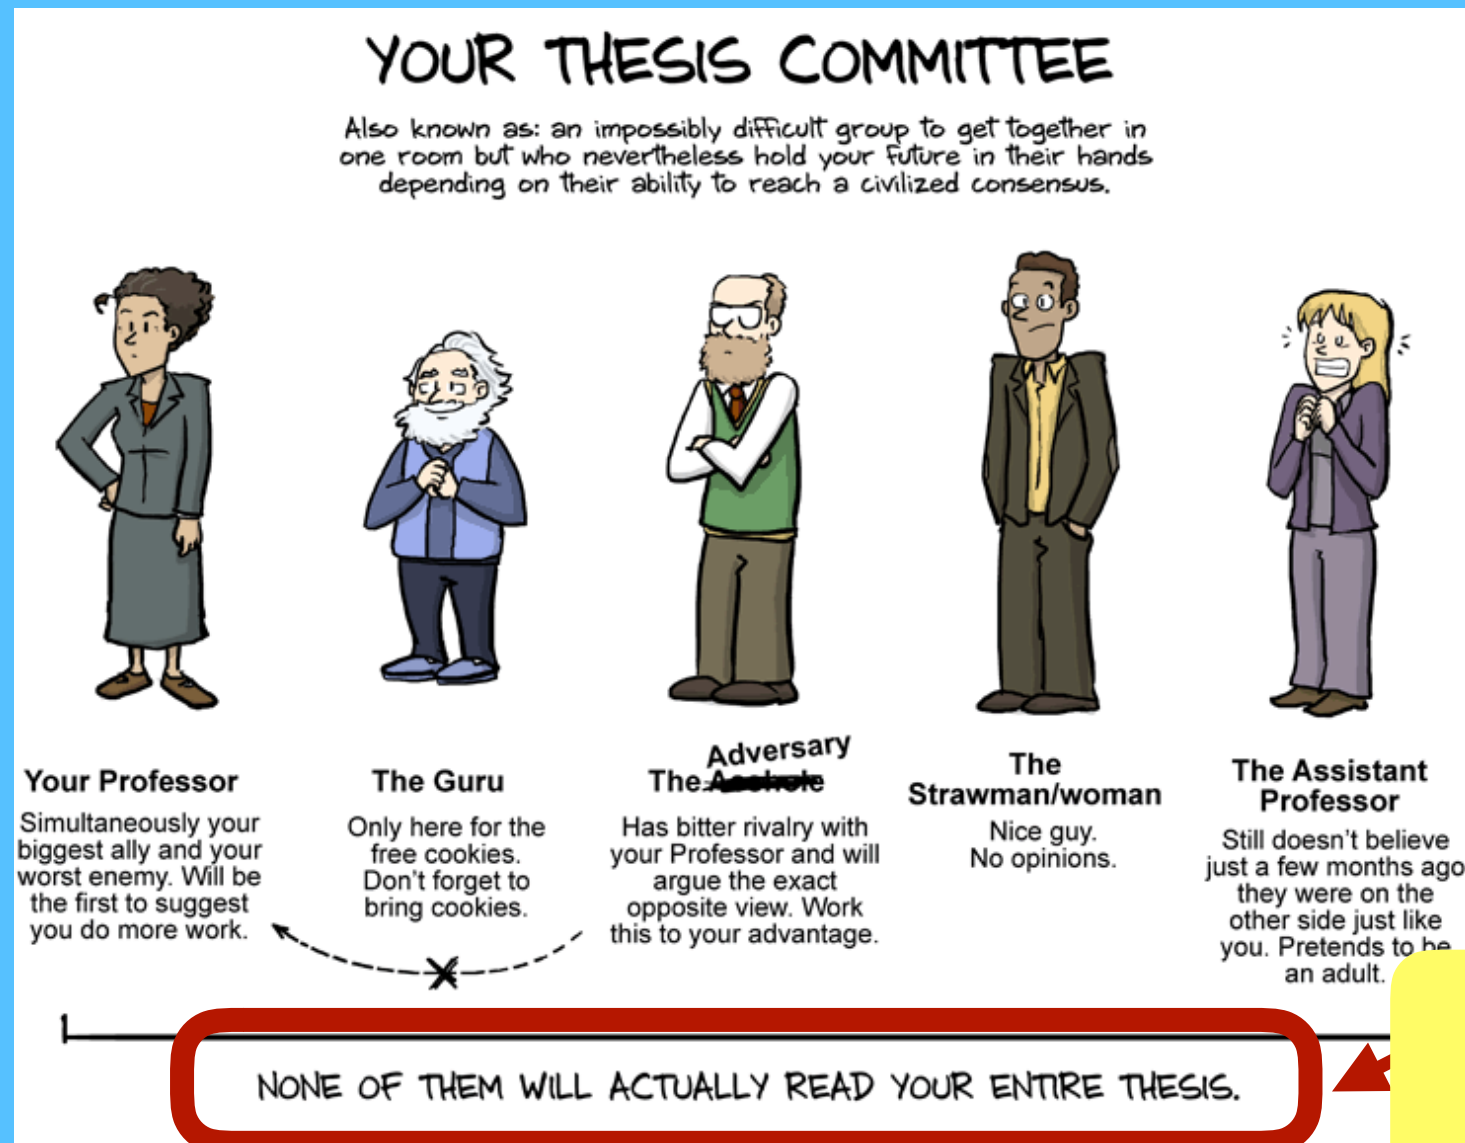 YOUR THESIS COMMITTEE
Also known as: an impossibly difficult group to get together in
one room but who nevertheless hold your future in their hands
depending on their ability to reach a civilized consensus.
Your Professor
Simultaneously your
biggest ally and your
worst enemy. Will be
the first to suggest
you do more work.
The Guru
Only here for the
free cookies.
Don't forget to
bring cookies.
Adversary
The
Has bitter rivalry with
your Professor and will
argue the exact
opposite view. Work
this to your advantage.
The
Strawman/woman
Nice guy.
No opinions.
The Assistant
Professor
Still doesn't believe
just a few months ago
they were on the
other side just like
you. Pretends to be
an adult.
NONE OF THEM WILL ACTUALLY READ YOUR ENTIRE THESIS.